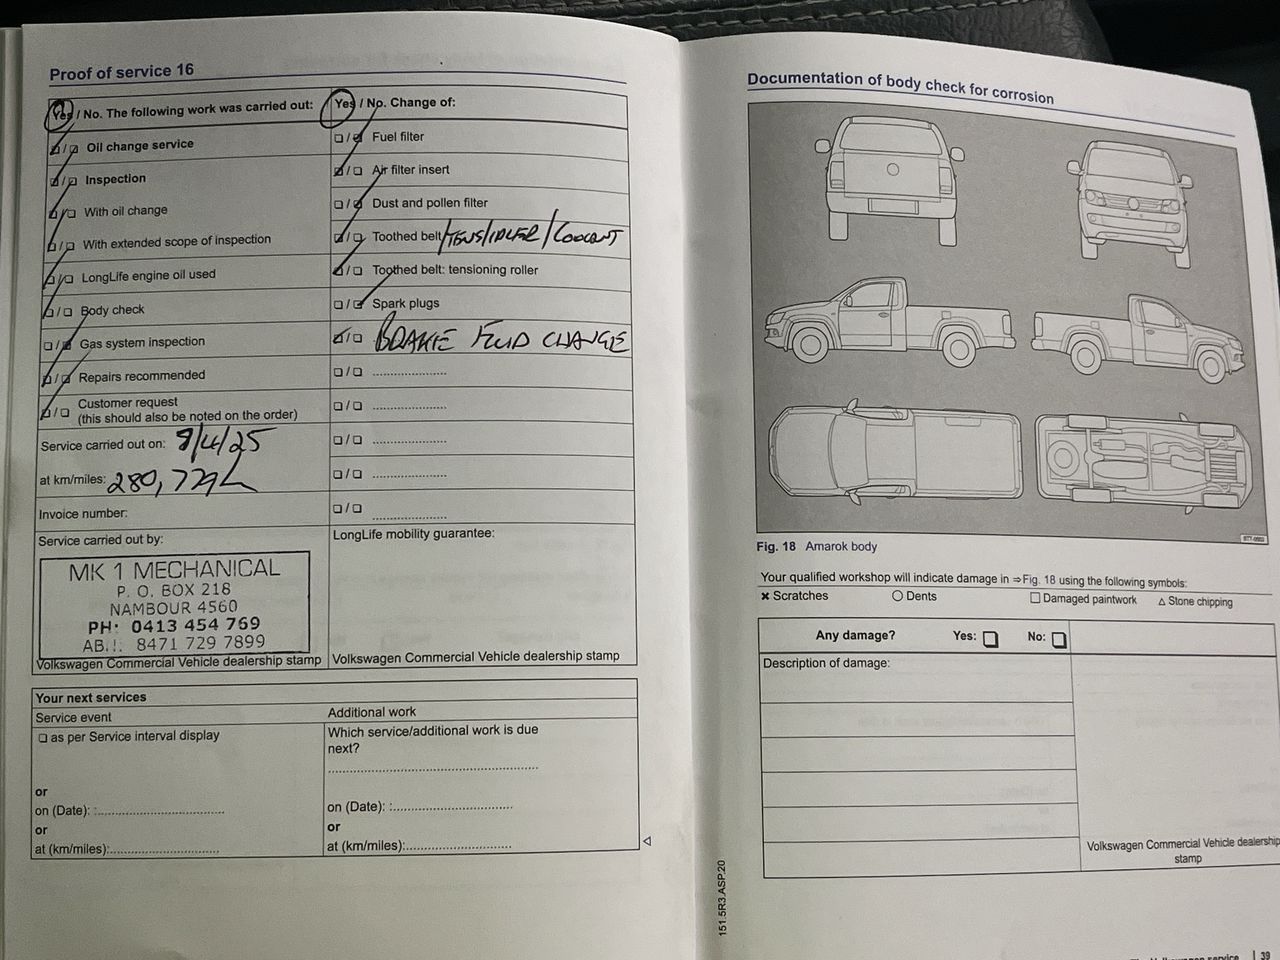 Proof of service 16
Yes / No. The following work was carried out:
Oil change service
Inspection
With oil change
With extended scope of inspection
LongLife engine oil used
Body check
Gas system inspection
Repairs recommended
Customer request
(this should also be noted on the order)
Service carried out on: 9/4/25
at km/miles: 280,779
Invoice number:
Service carried out by:
MK 1 MECHANICAL
P. O. BOX 218
NAMBOUR 4560
PH: 0413 454 769
8471 729 7899
Volkswagen Commercial Vehicle dealership stamp
Yes / No. Change of:
Fuel filter
Air filter insert
Dust and pollen filter
Toothed belt/TENS/IDLER/COOLANT
Toothed belt: tensioning roller
Spark plugs
BRAKE FLUID CHANGE
LongLife mobility guarantee:
Volkswagen Commercial Vehicle dealership stamp
Your next services
Service event
as per Service interval display
or
on (Date):
or
at (km/miles):
Additional work
Which service/additional work is due
next?
on (Date):
or
at (km/miles):
151.5R3.ASP.20
Documentation of body check for corrosion
Fig. 18 Amarok body
Your qualified workshop will indicate damage in ⇒Fig. 18 using the following symbols:
× Scratches
○ Dents
□ Damaged paintwork
△ Stone chipping
Any damage? Yes: No:
Description of damage:
Volkswagen Commercial Vehicle dealership
stamp
39